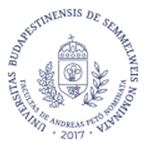 UNIVERSITAS BUDAPESTINENSIS DE SEMMELWEIS NOMINATA
FACULTAS DE ANDREAS PETŐ NOMINATA
• 2017 •